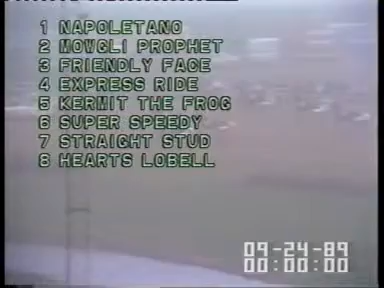 1 NAPOLETANO
2 MOWGLI PROPHET
3 FRIENDLY FACE
4 EXPRESS RIDE
5 KERMIT THE FROG
6 SUPER SPEEDY
7 STRAIGHT STUD
8 HEARTS LOBELL
09-24-89
00:00:00